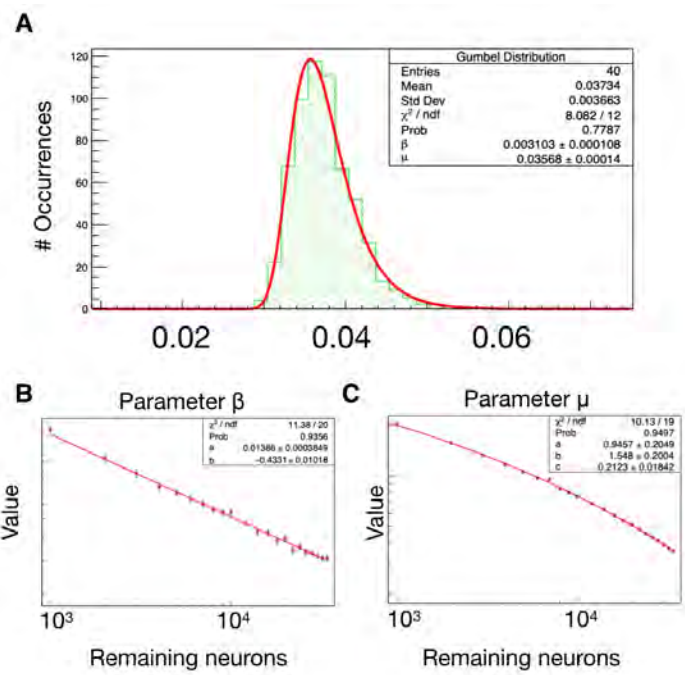 A
Gumbel Distribution
Entries 40
Mean 0.03734
Std Dev 0.003663
χ² / ndf 8.082 / 12
Prob 0.7787
β 0.003103 ± 0.000108
μ 0.03568 ± 0.00014
# Occurrences
120
100
80
60
40
20
0
0.02 0.04 0.06
B
Parameter β
χ² / ndf 11.38 / 20
Prob 0.9356
a 0.01386 ± 0.0003849
b −0.4331 ± 0.01018
Value
10³ 10⁴
Remaining neurons
C
Parameter μ
χ² / ndf 10.13 / 19
Prob 0.9497
a 0.9457 ± 0.2049
b 1.548 ± 0.2004
c 0.2123 ± 0.01842
Value
10³ 10⁴
Remaining neurons